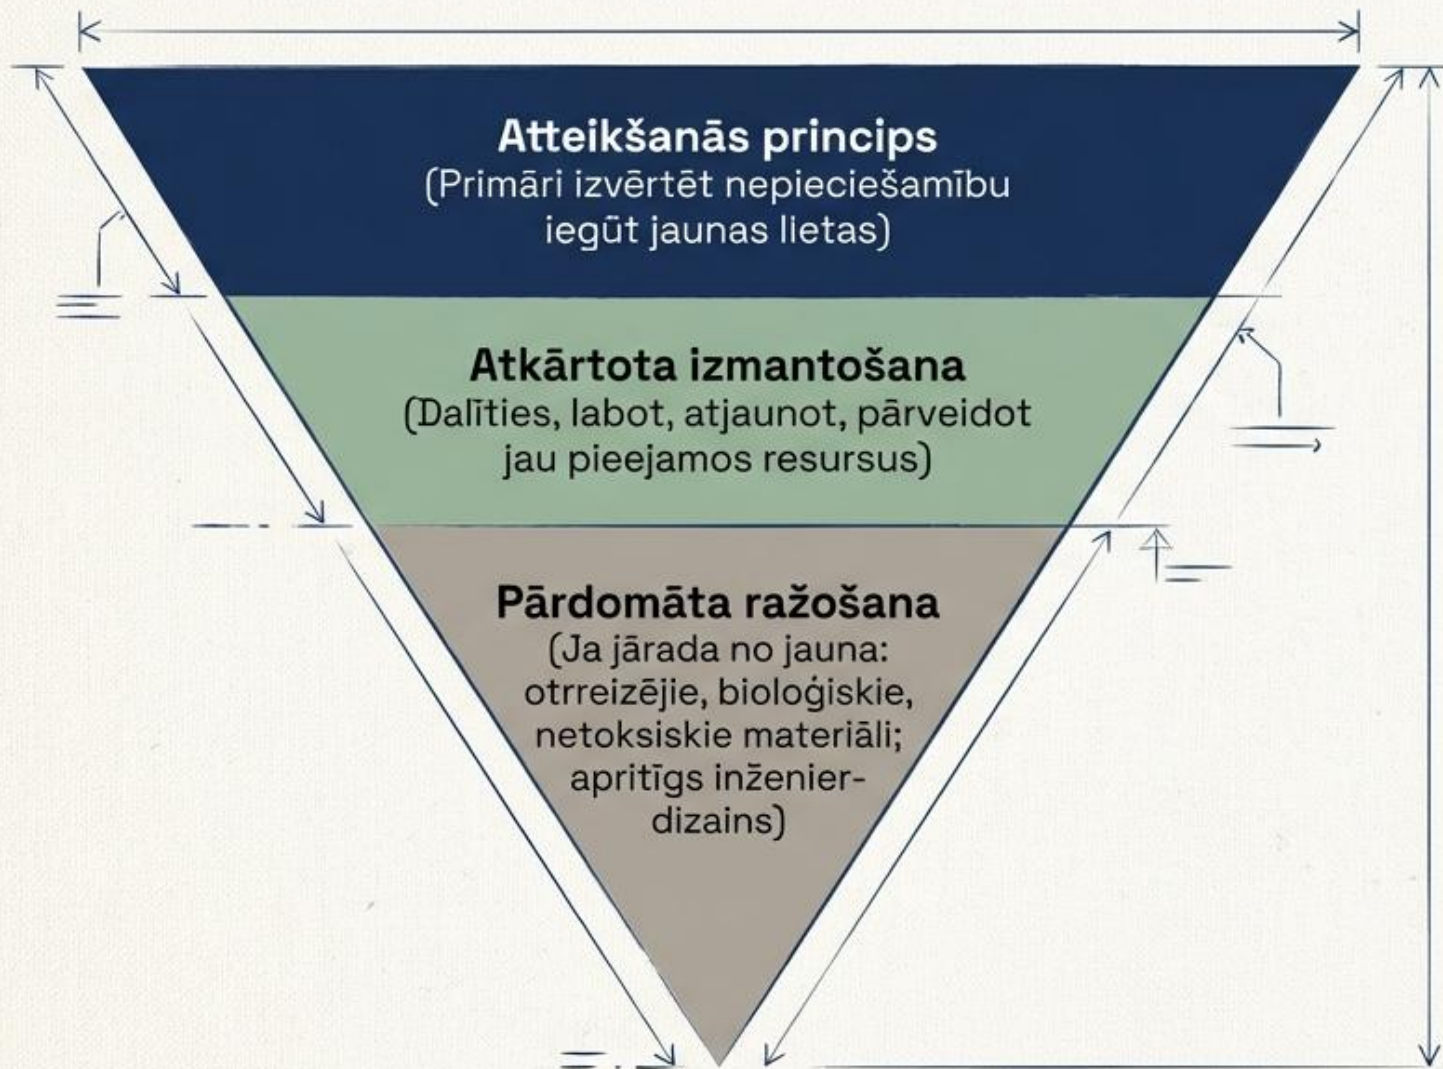 Atteikšanās princips
(Primāri izvērtēt nepieciešamību
iegūt jaunas lietas)
Atkārtota izmantošana
(Dalīties, labot, atjaunot, pārveidot
jau pieejamos resursus)
Pārdomāta ražošana
(Ja jārada no jauna:
otrreizējie, bioloģiskie,
netoksiskie materiāli;
apritīgs inženier-
dizains)